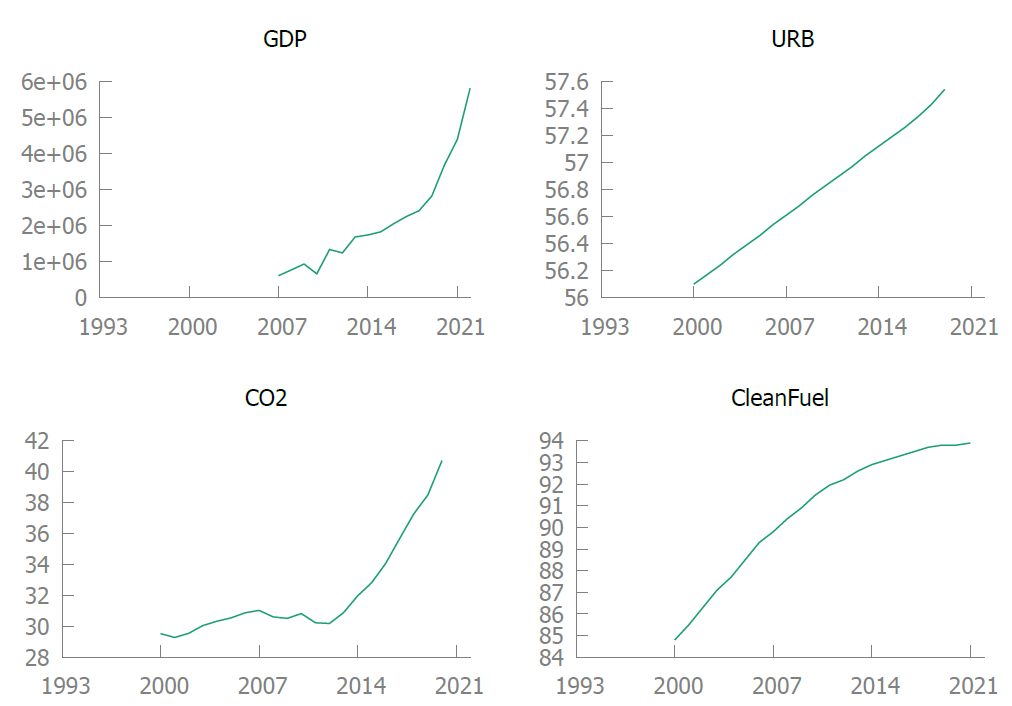 GDP
6e+06
5e+06
4e+06
3e+06
2e+06
1e+06
0
1993 2000 2007 2014 2021
URB
57.6
57.4
57.2
57
56.8
56.6
56.4
56.2
56
1993 2000 2007 2014 2021
CO2
42
40
38
36
34
32
30
28
1993 2000 2007 2014 2021
CleanFuel
94
93
92
91
90
89
88
87
86
85
84
1993 2000 2007 2014 2021